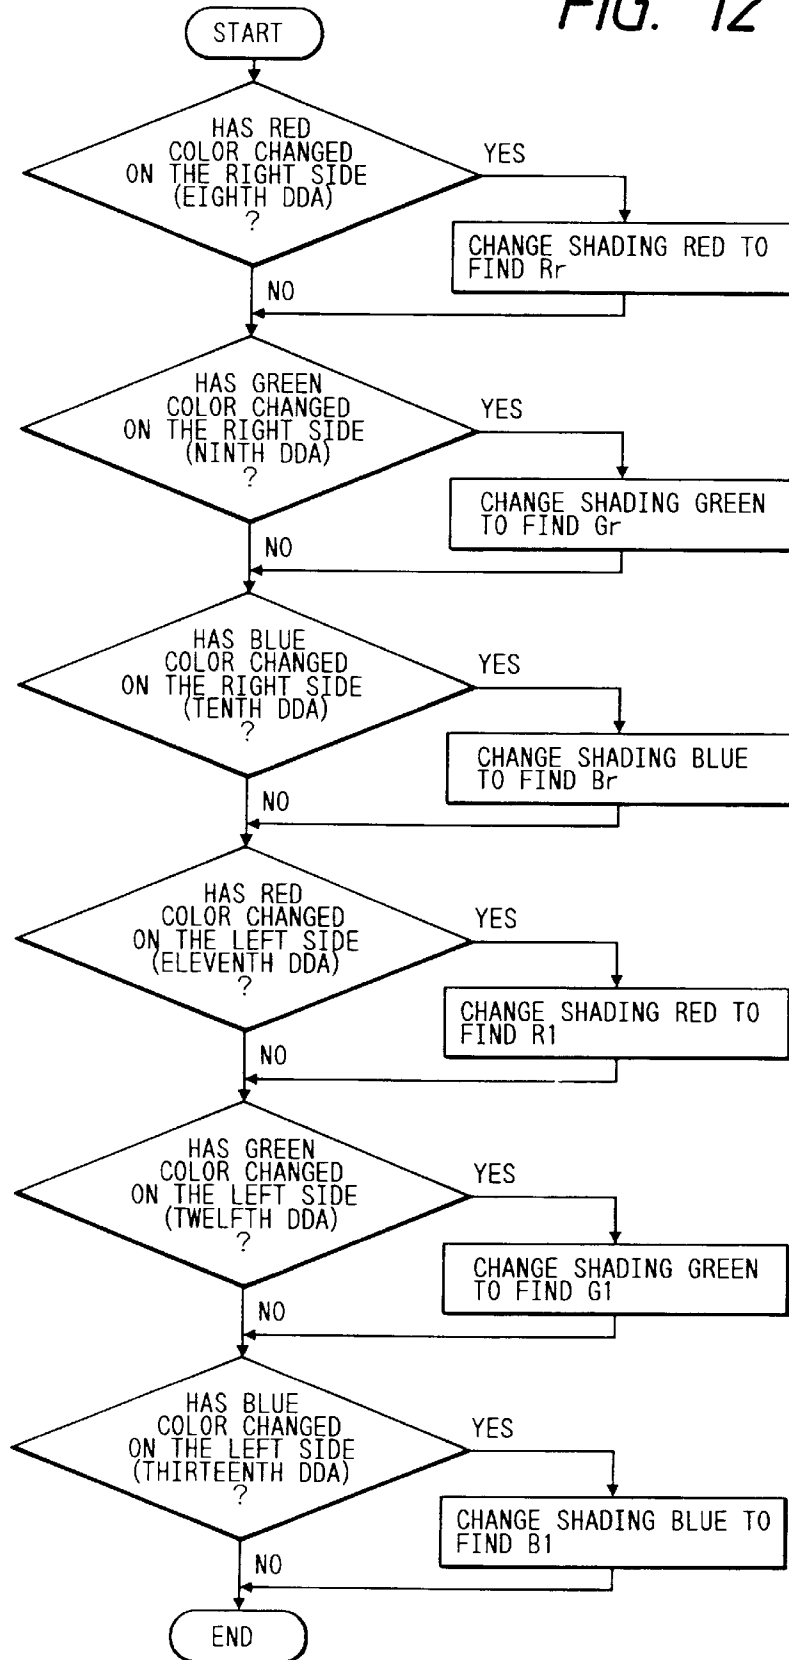 FIG. 12
START
HAS RED
COLOR CHANGED
ON THE RIGHT SIDE
(EIGHTH DDA)
?
YES
CHANGE SHADING RED TO
FIND Rr
NO
HAS GREEN
COLOR CHANGED
ON THE RIGHT SIDE
(NINTH DDA)
?
YES
CHANGE SHADING GREEN
TO FIND Gr
NO
HAS BLUE
COLOR CHANGED
ON THE RIGHT SIDE
(TENTH DDA)
?
YES
CHANGE SHADING BLUE
TO FIND Br
NO
HAS RED
COLOR CHANGED
ON THE LEFT SIDE
(ELEVENTH DDA)
?
YES
CHANGE SHADING RED TO
FIND R1
NO
HAS GREEN
COLOR CHANGED
ON THE LEFT SIDE
(TWELFTH DDA)
?
YES
CHANGE SHADING GREEN
TO FIND G1
NO
HAS BLUE
COLOR CHANGED
ON THE LEFT SIDE
(THIRTEENTH DDA)
?
YES
CHANGE SHADING BLUE TO
FIND B1
NO
END